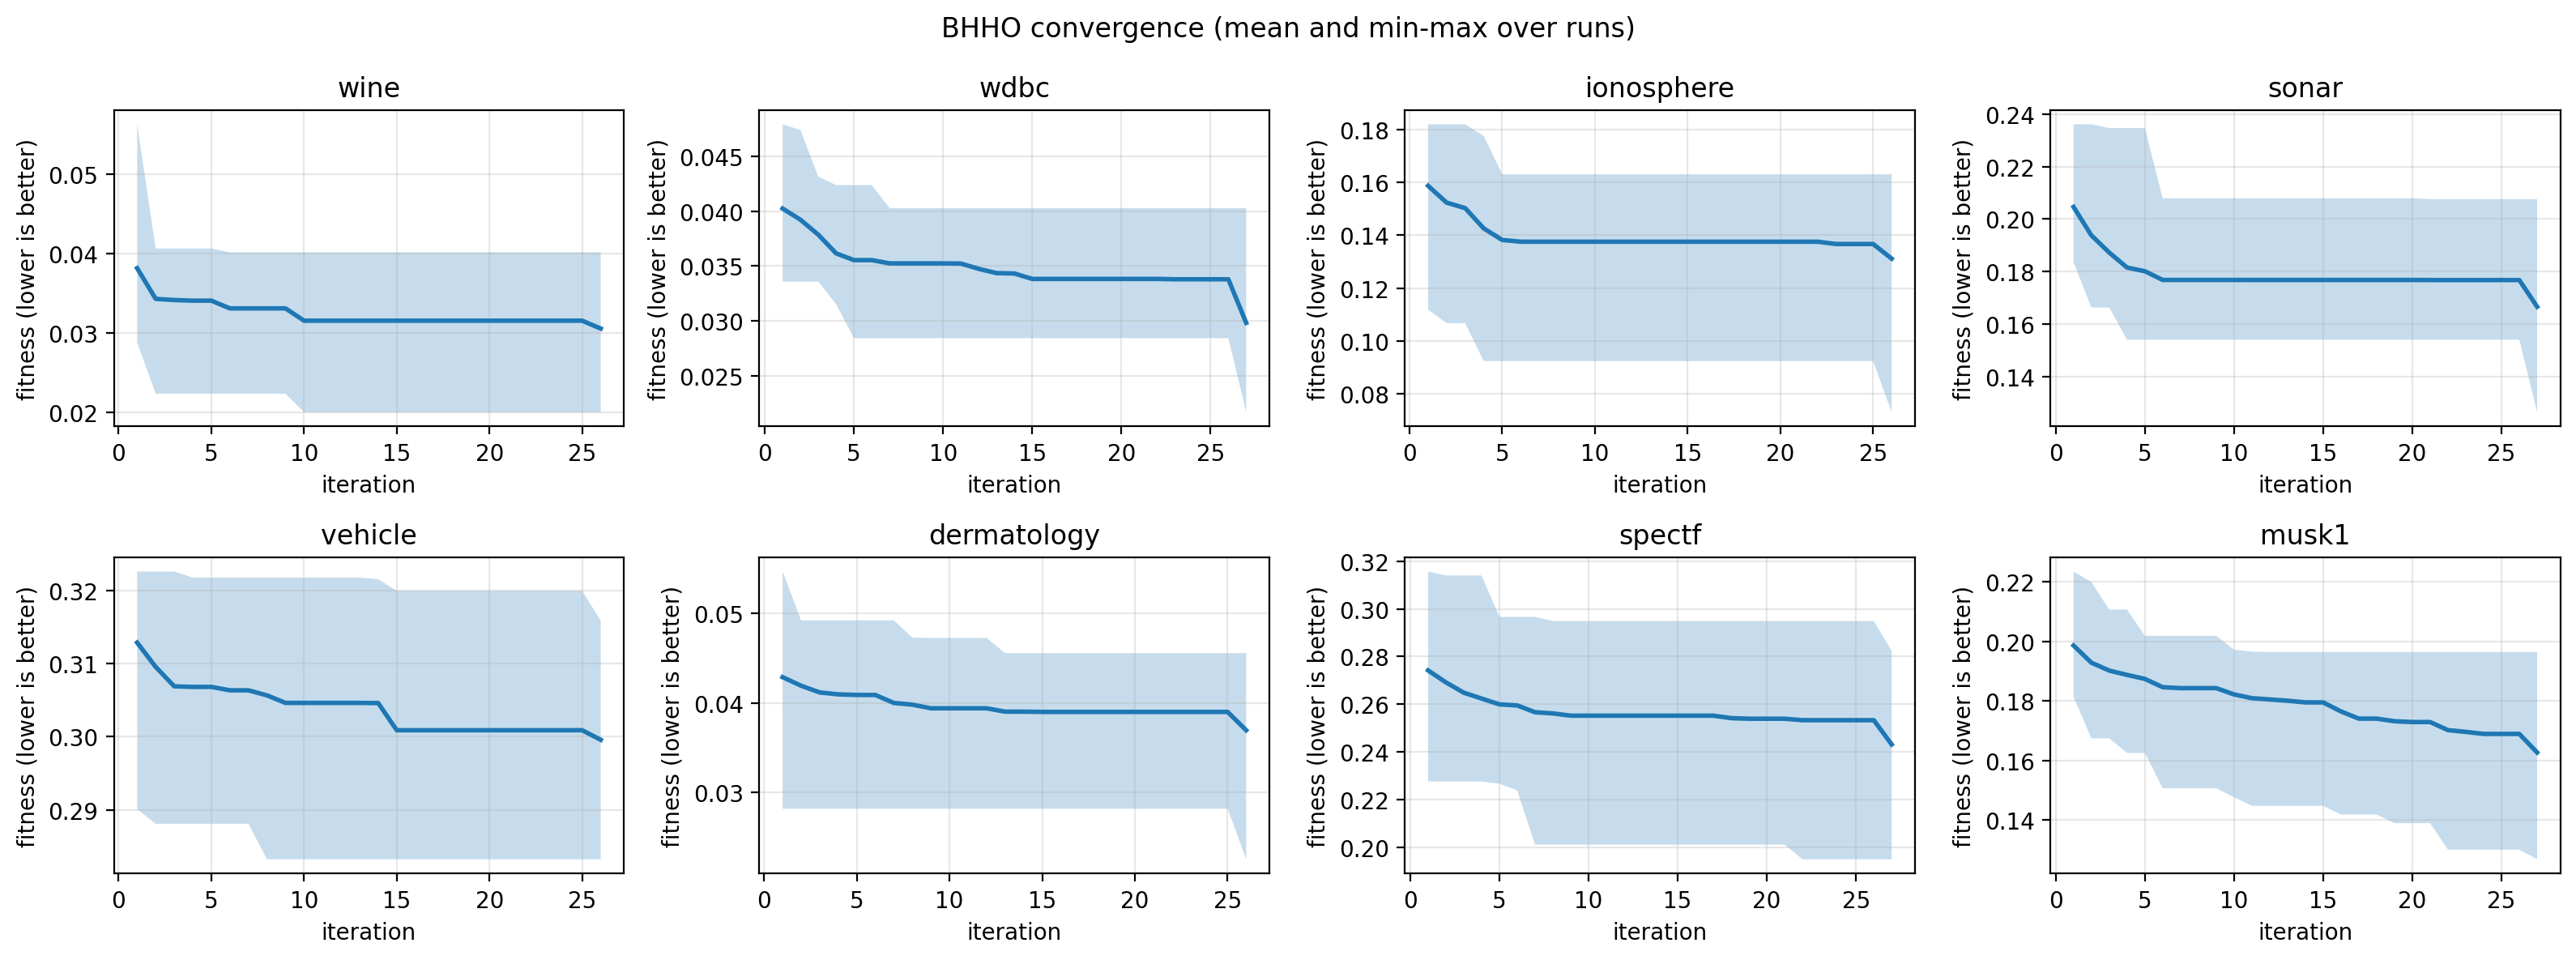 BHHO convergence (mean and min-max over runs)
wine
fitness (lower is better)
0.05
0.04
0.03
0.02
0 5 10 15 20 25
iteration
wdbc
fitness (lower is better)
0.045
0.040
0.035
0.030
0.025
0 5 10 15 20 25
iteration
ionosphere
fitness (lower is better)
0.18
0.16
0.14
0.12
0.10
0.08
0 5 10 15 20 25
iteration
sonar
fitness (lower is better)
0.24
0.22
0.20
0.18
0.16
0.14
0 5 10 15 20 25
iteration
vehicle
fitness (lower is better)
0.32
0.31
0.30
0.29
0 5 10 15 20 25
iteration
dermatology
fitness (lower is better)
0.05
0.04
0.03
0 5 10 15 20 25
iteration
spectf
fitness (lower is better)
0.32
0.30
0.28
0.26
0.24
0.22
0.20
0 5 10 15 20 25
iteration
musk1
fitness (lower is better)
0.22
0.20
0.18
0.16
0.14
0 5 10 15 20 25
iteration